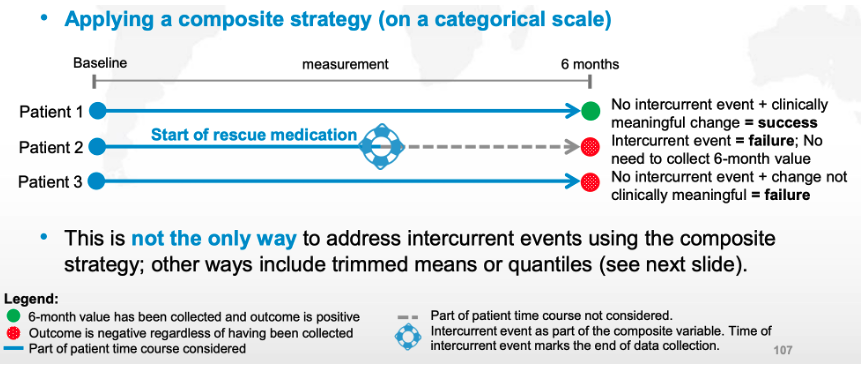 • Applying a composite strategy (on a categorical scale)
Baseline
measurement
6 months
Patient 1
No intercurrent event + clinically
meaningful change = success
Start of rescue medication
Patient 2
Intercurrent event = failure; No
need to collect 6-month value
Patient 3
No intercurrent event + change not
clinically meaningful = failure
• This is not the only way to address intercurrent events using the composite
strategy; other ways include trimmed means or quantiles (see next slide).
Legend:
6-month value has been collected and outcome is positive
Outcome is negative regardless of having been collected
Part of patient time course considered
Part of patient time course not considered.
Intercurrent event as part of the composite variable. Time of
intercurrent event marks the end of data collection.
107